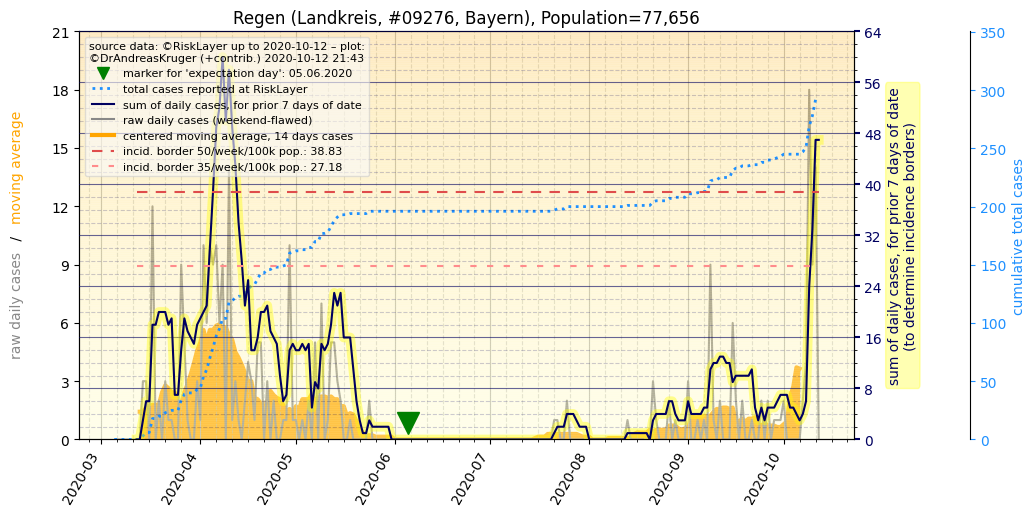 Regen (Landkreis, #09276, Bayern), Population=77,656
source data: ©RiskLayer up to 2020-10-12 – plot:
©DrAndreasKruger (+contrib.) 2020-10-12 21:43
marker for 'expectation day': 05.06.2020
total cases reported at RiskLayer
sum of daily cases, for prior 7 days of date
raw daily cases (weekend-flawed)
centered moving average, 14 days cases
incid. border 50/week/100k pop.: 38.83
incid. border 35/week/100k pop.: 27.18
raw daily cases / moving average
21
18
15
12
9
6
3
0
2020-03
2020-04
2020-05
2020-06
2020-07
2020-08
2020-09
2020-10
64
56
48
40
32
24
16
8
0
sum of daily cases, for prior 7 days of date
(to determine incidence borders)
350
300
250
200
150
100
50
0
cumulative total cases